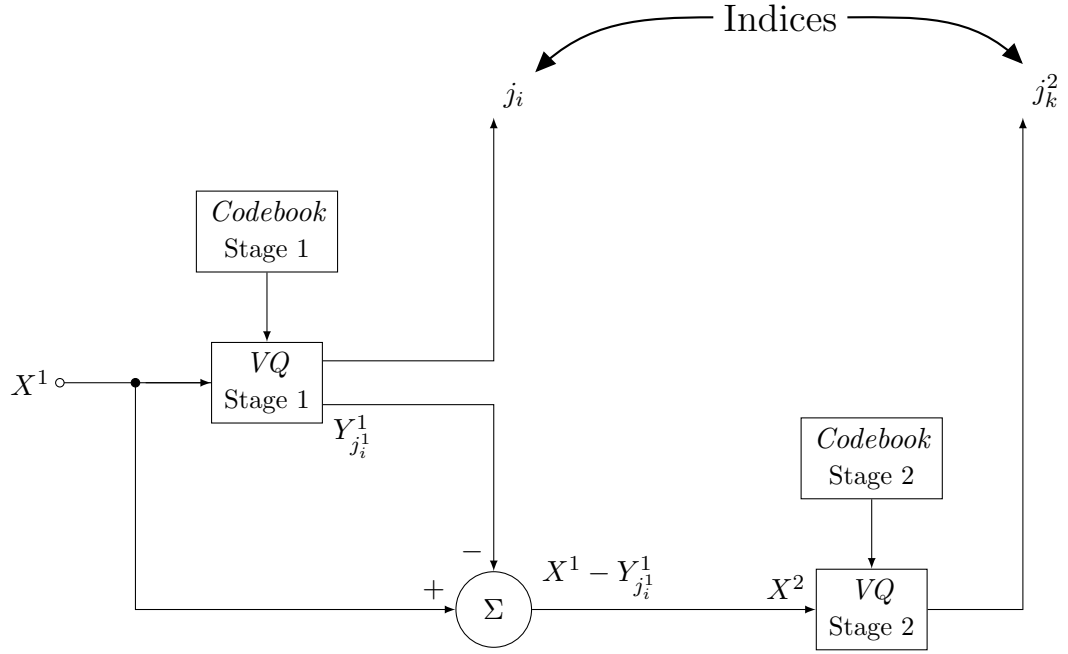 Indices
j_i
j_k^2
Codebook
Stage 1
VQ
Stage 1
X^1
Y^1_{j_i^1}
Codebook
Stage 2
−
+
Σ
X^1 − Y^1_{j_i^1}
X^2
VQ
Stage 2